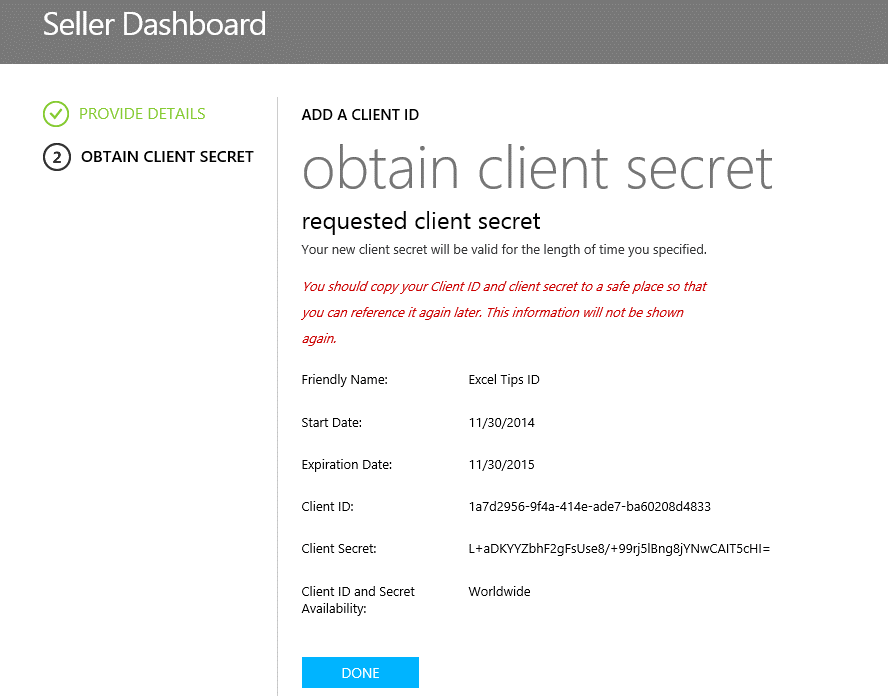 Seller Dashboard
PROVIDE DETAILS
2 OBTAIN CLIENT SECRET
ADD A CLIENT ID
obtain client secret
requested client secret
Your new client secret will be valid for the length of time you specified.
You should copy your Client ID and client secret to a safe place so that
you can reference it again later. This information will not be shown
again.
Friendly Name: Excel Tips ID
Start Date: 11/30/2014
Expiration Date: 11/30/2015
Client ID: 1a7d2956-9f4a-414e-ade7-ba60208d4833
Client Secret: L+aDKYYZbhF2gFsUse8/+99rj5lBng8jYNwCAIT5cHI=
Client ID and Secret Worldwide
Availability:
DONE